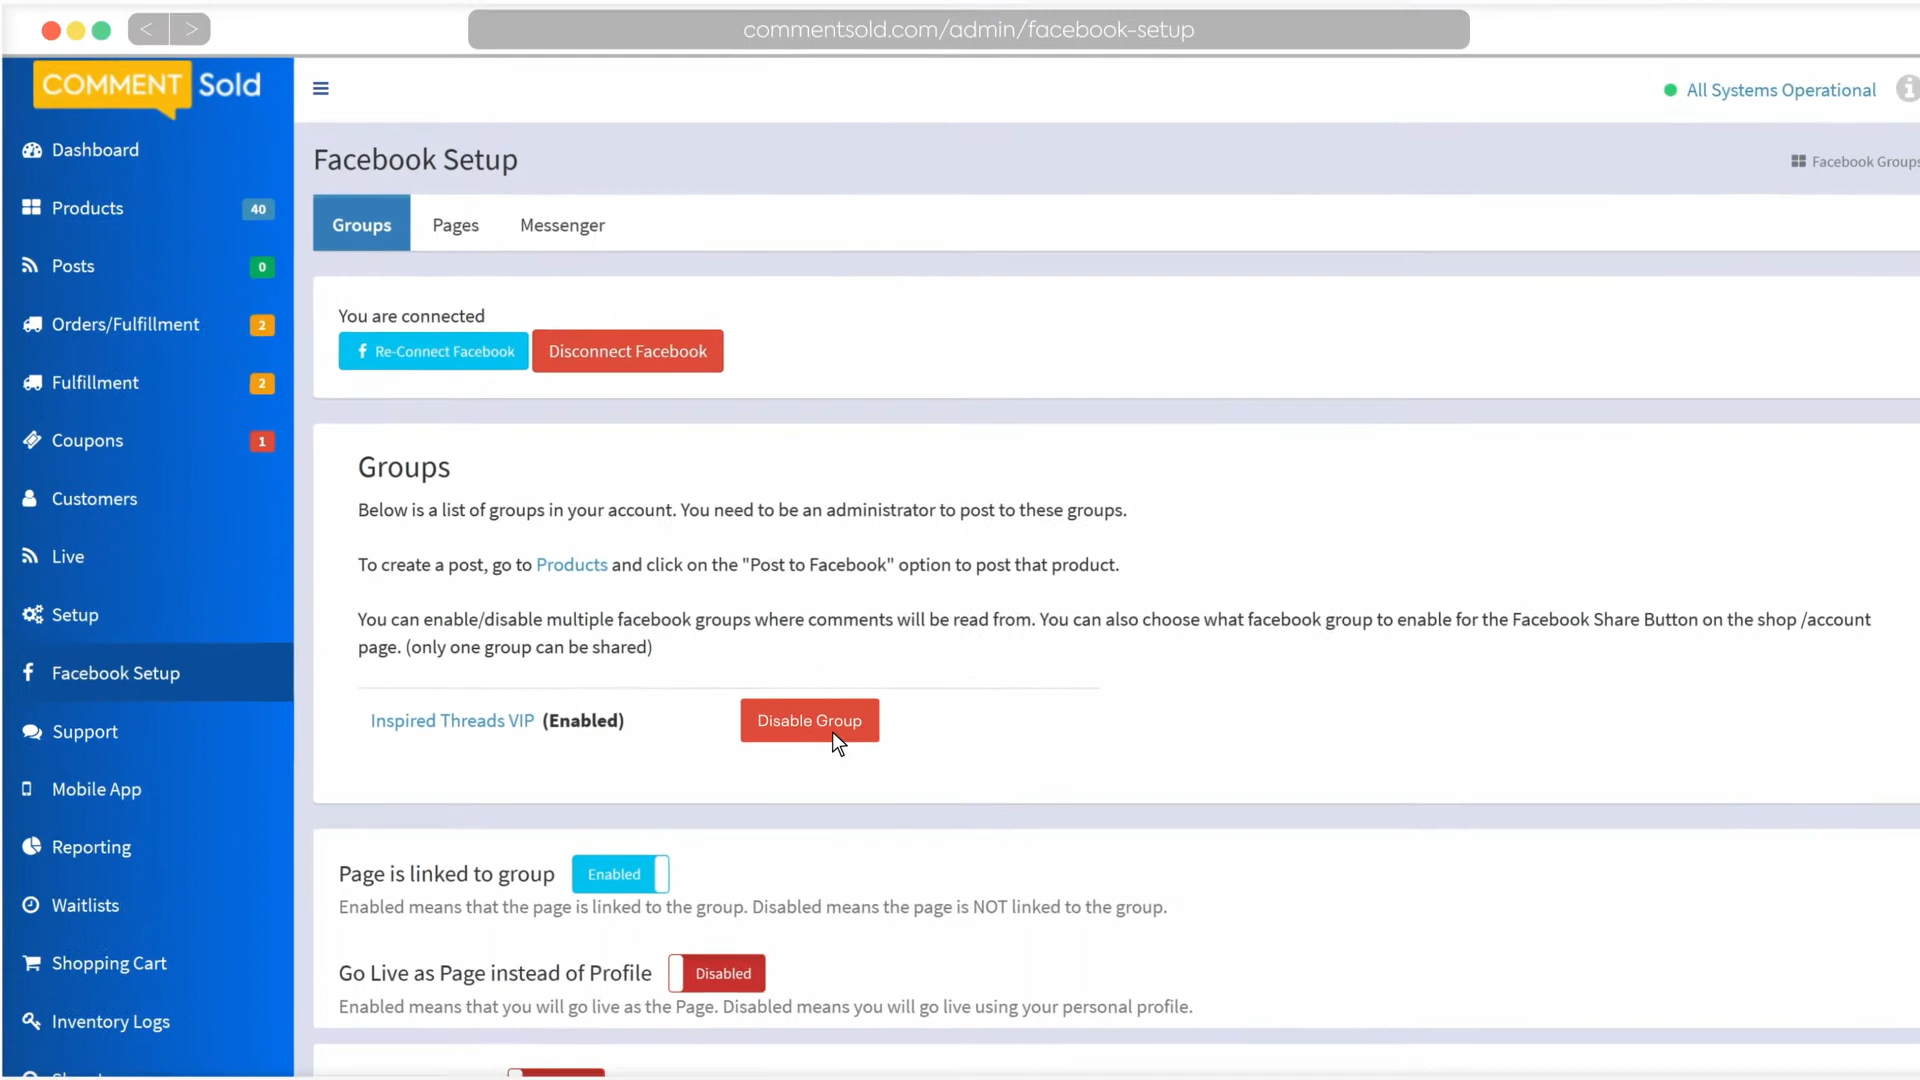 commentsold.com/admin/facebook-setup
COMMENT Sold
All Systems Operational
Dashboard
Facebook Setup
Facebook Groups
Products 40
Groups Pages Messenger
Posts 0
You are connected
Orders/Fulfillment 2
Re-Connect Facebook Disconnect Facebook
Fulfillment 2
Coupons 1
Groups
Customers
Below is a list of groups in your account. You need to be an administrator to post to these groups.
Live
To create a post, go to Products and click on the "Post to Facebook" option to post that product.
Setup
You can enable/disable multiple facebook groups where comments will be read from. You can also choose what facebook group to enable for the Facebook Share Button on the shop /account
page. (only one group can be shared)
Facebook Setup
Inspired Threads VIP (Enabled) Disable Group
Support
Mobile App
Reporting
Page is linked to group Enabled
Enabled means that the page is linked to the group. Disabled means the page is NOT linked to the group.
Waitlists
Shopping Cart
Go Live as Page instead of Profile Disabled
Enabled means that you will go live as the Page. Disabled means you will go live using your personal profile.
Inventory Logs